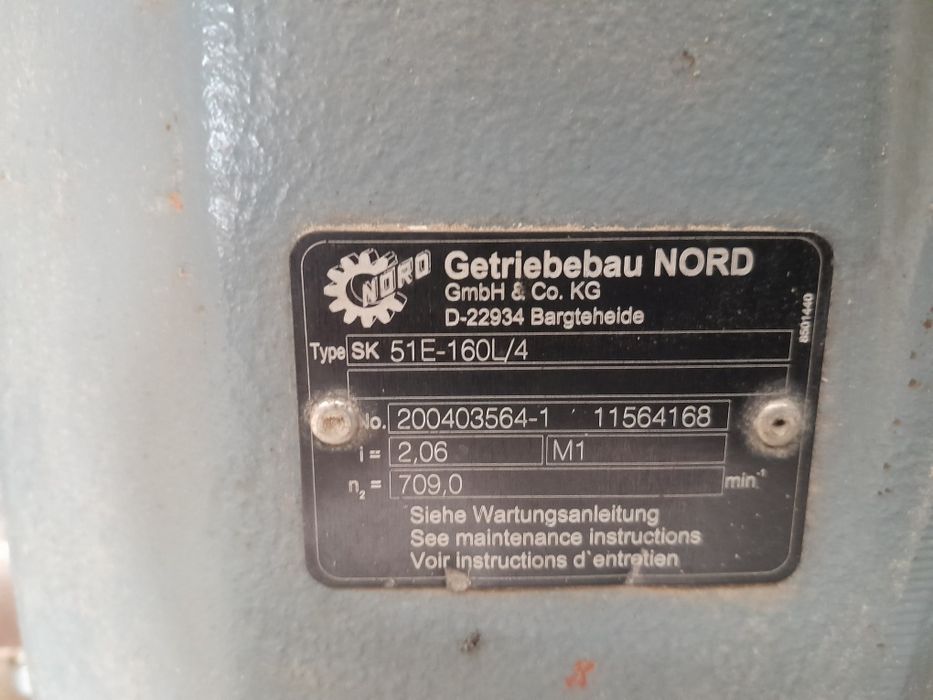 NORD
Getriebebau NORD
GmbH & Co. KG
D-22934 Bargteheide
8501440
Type SK 51E-160L/4
No. 200403564-1 11564168
i = 2,06 M1
n₂ = 709,0 min⁻¹
Siehe Wartungsanleitung
See maintenance instructions
Voir instructions d`entretien